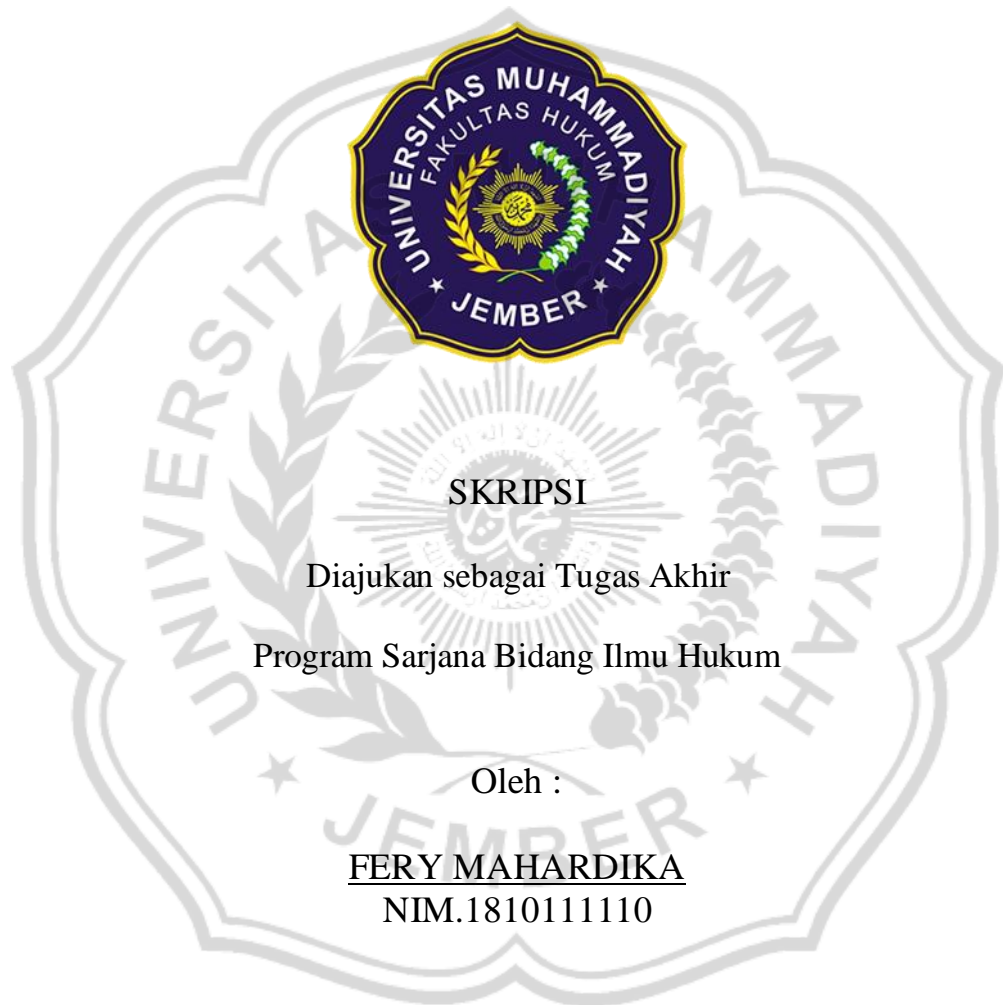 UNIVERSITAS MUHAMMADIYAH
FAKULTAS HUKUM
JEMBER
SKRIPSI
Diajukan sebagai Tugas Akhir
Program Sarjana Bidang Ilmu Hukum
Oleh :
FERY MAHARDIKA
NIM.1810111110